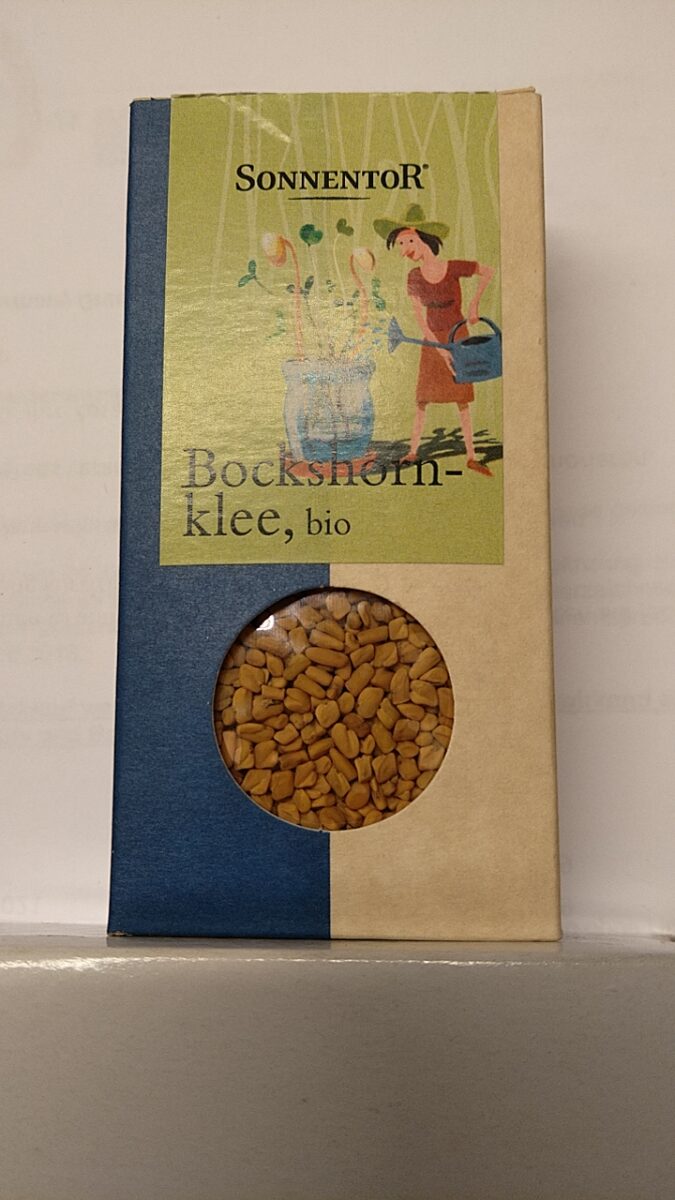 SONNENTOR®
Bockshorn-
klee, bio